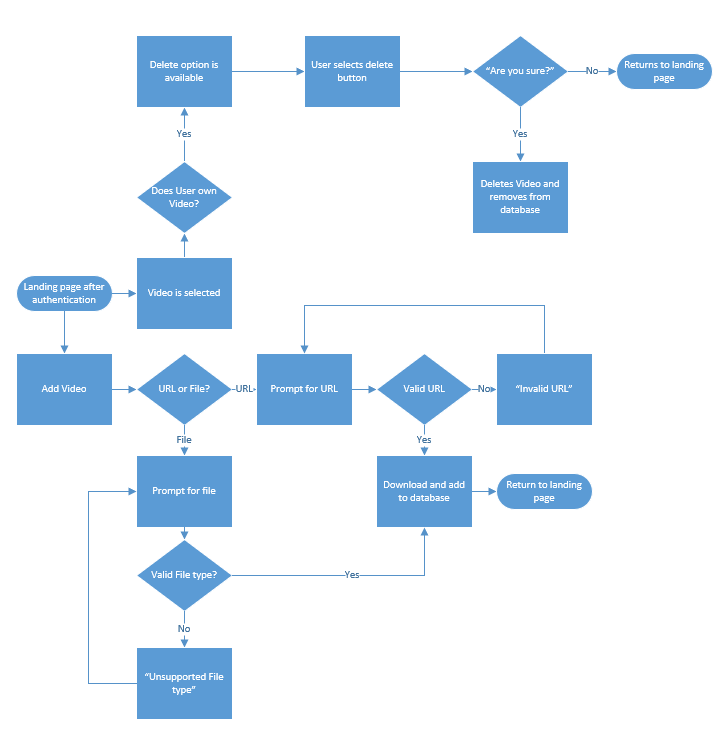 Delete option is
available
User selects delete
button
“Are you sure?”
No
Returns to landing
page
Yes
Yes
Deletes Video and
removes from
database
Does User own
Video?
Landing page after
authentication
Video is selected
Add Video
URL or File?
URL
Prompt for URL
Valid URL
No
“Invalid URL”
File
Yes
Prompt for file
Download and add
to database
Return to landing
page
Valid File type?
Yes
No
“Unsupported File
type”